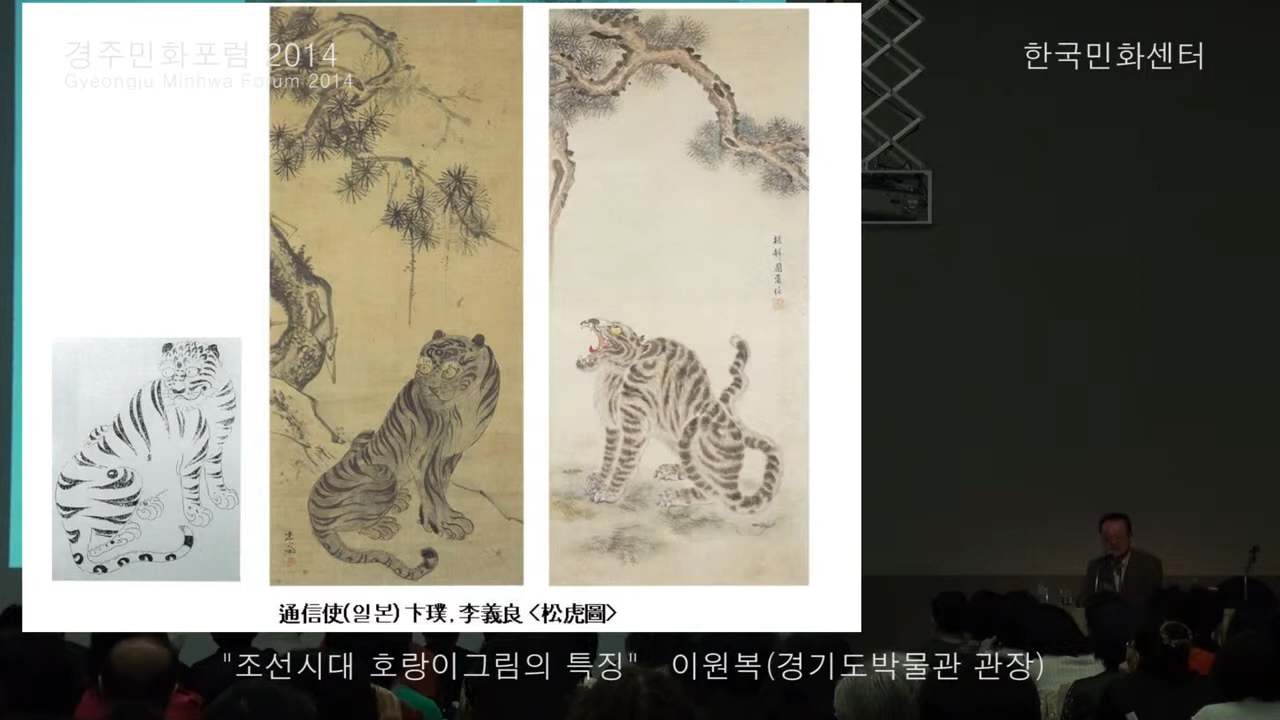 경주민화포럼 2014
Gyeongju Minhwa Forum 2014
한국민화센터
通信使(일본) 卞璞, 李義良 <松虎圖>
"조선시대 호랑이그림의 특징" 이원복(경기도박물관 관장)